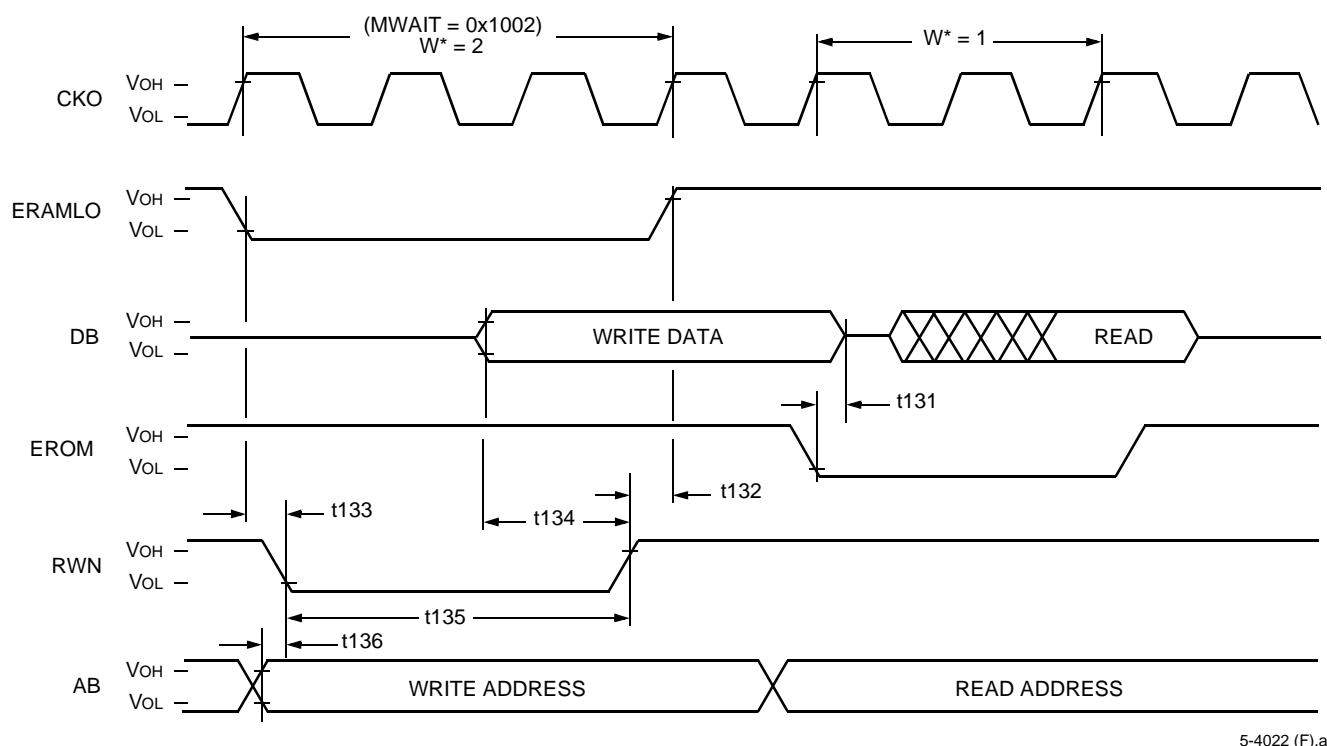 (MWAIT = 0x1002)
W* = 2
W* = 1
CKO
VOH
VOL
ERAMLO
VOH
VOL
DB
VOH
VOL
WRITE DATA
READ
t131
EROM
VOH
VOL
t132
t133
t134
RWN
VOH
VOL
t135
t136
AB
VOH
VOL
WRITE ADDRESS
READ ADDRESS
5-4022 (F).a